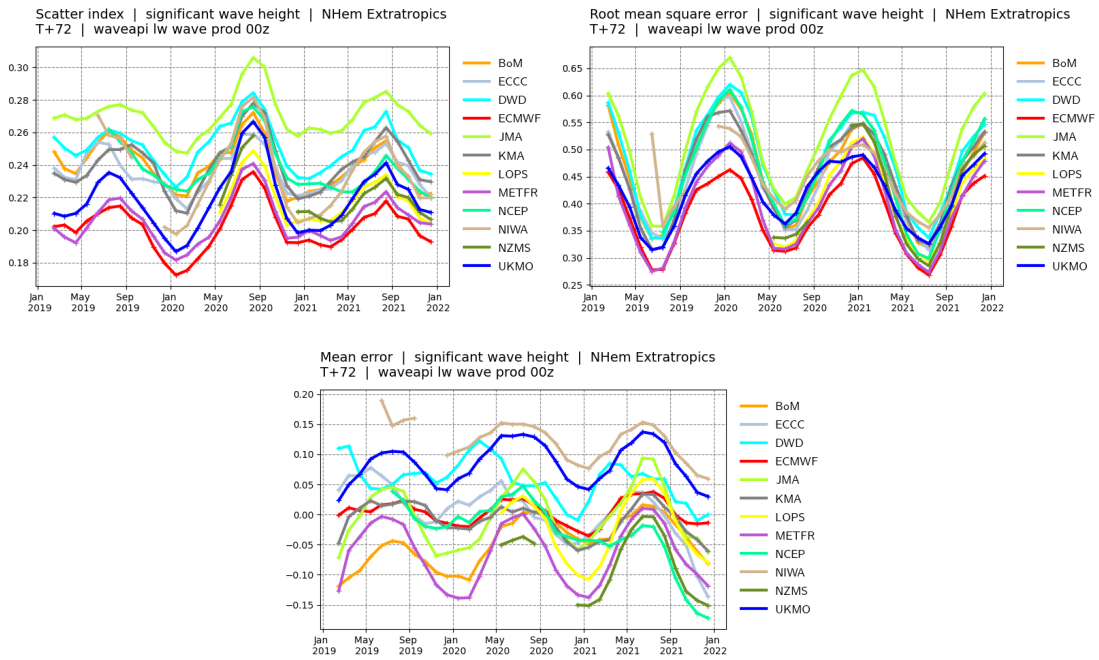 Scatter index | significant wave height | NHem Extratropics
T+72 | waveapi lw wave prod 00z
0.30
0.28
0.26
0.24
0.22
0.20
0.18
Jan 2019
May 2019
Sep 2019
Jan 2020
May 2020
Sep 2020
Jan 2021
May 2021
Sep 2021
Jan 2022
BoM
ECCC
DWD
ECMWF
JMA
KMA
LOPS
METFR
NCEP
NIWA
NZMS
UKMO
Root mean square error | significant wave height | NHem Extratropics
T+72 | waveapi lw wave prod 00z
0.65
0.60
0.55
0.50
0.45
0.40
0.35
0.30
0.25
Jan 2019
May 2019
Sep 2019
Jan 2020
May 2020
Sep 2020
Jan 2021
May 2021
Sep 2021
Jan 2022
BoM
ECCC
DWD
ECMWF
JMA
KMA
LOPS
METFR
NCEP
NIWA
NZMS
UKMO
Mean error | significant wave height | NHem Extratropics
T+72 | waveapi lw wave prod 00z
0.20
0.15
0.10
0.05
0.00
−0.05
−0.10
−0.15
Jan 2019
May 2019
Sep 2019
Jan 2020
May 2020
Sep 2020
Jan 2021
May 2021
Sep 2021
Jan 2022
BoM
ECCC
DWD
ECMWF
JMA
KMA
LOPS
METFR
NCEP
NIWA
NZMS
UKMO